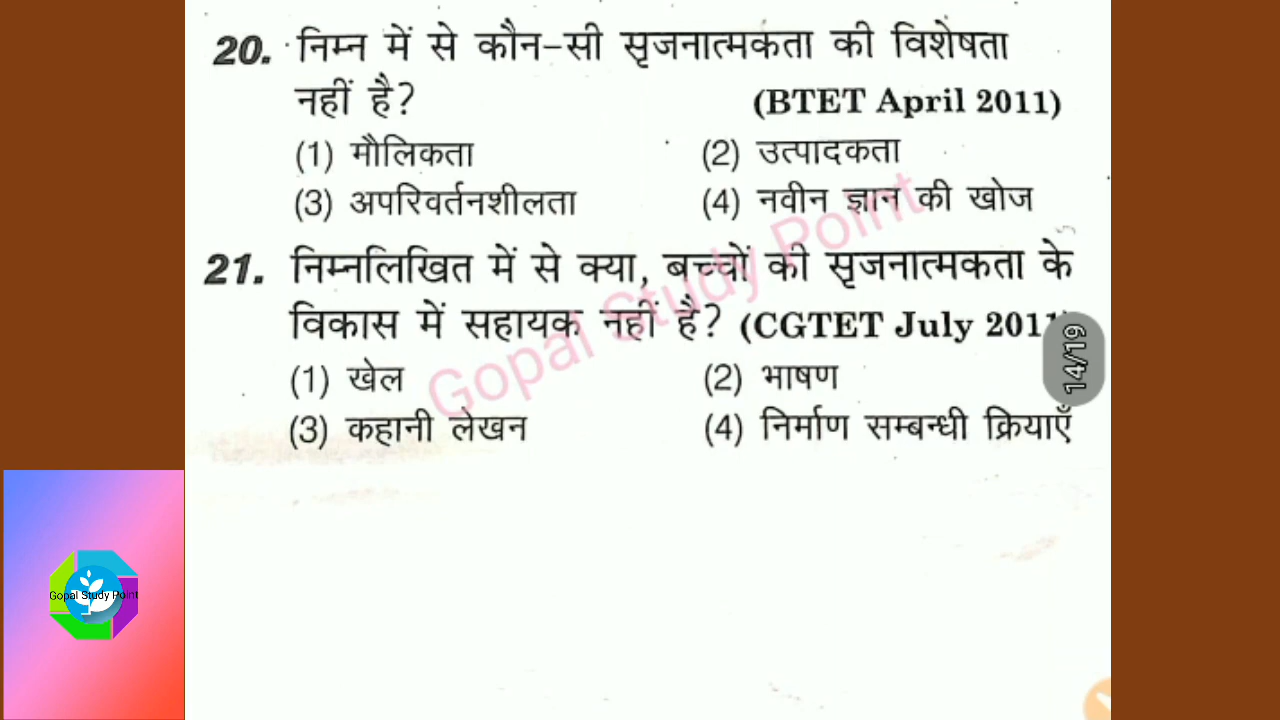 20. निम्न में से कौन-सी सृजनात्मकता की विशेषता
नहीं है? (BTET April 2011)
(1) मौलिकता (2) उत्पादकता
(3) अपरिवर्तनशीलता (4) नवीन ज्ञान की खोज
21. निम्नलिखित में से क्या, बच्चों की सृजनात्मकता के
विकास में सहायक नहीं है? (CGTET July 2011)
(1) खेल (2) भाषण
(3) कहानी लेखन (4) निर्माण सम्बन्धी क्रियाएँ
Gopal Study Point
14/19
Gopal Study Point